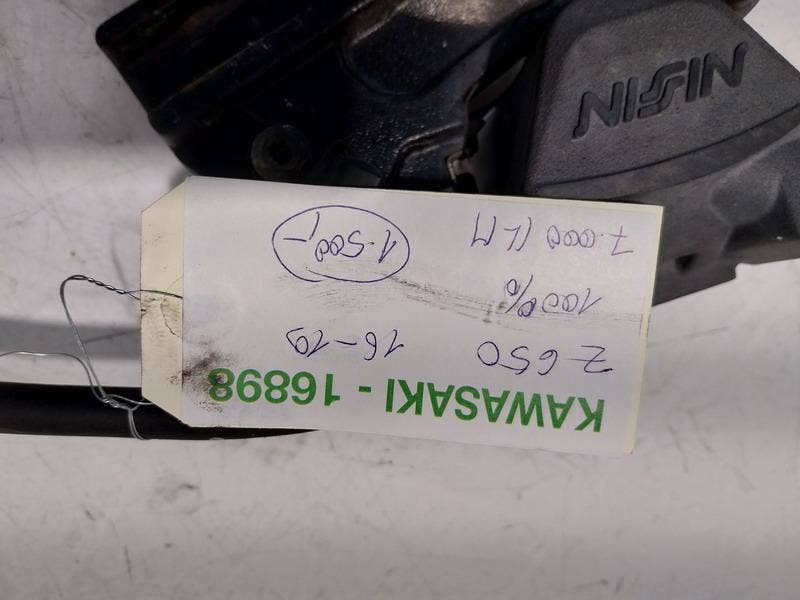 KAWASAKI - 16898
Z 650 16-19
100%
7.000 KM 1.500,-
NISSIN